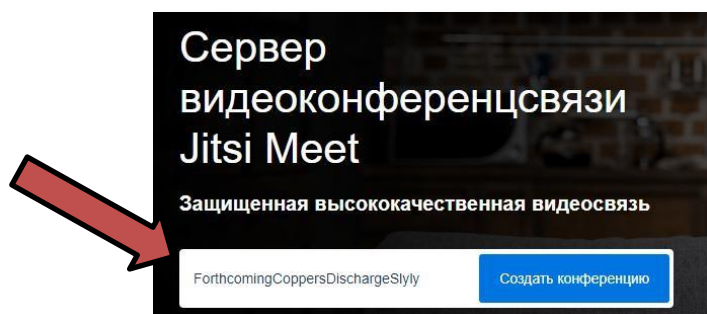 Сервер
видеоконференцсвязи
Jitsi Meet
Защищенная высококачественная видеосвязь
ForthcomingCoppersDischargeSlyly Создать конференцию